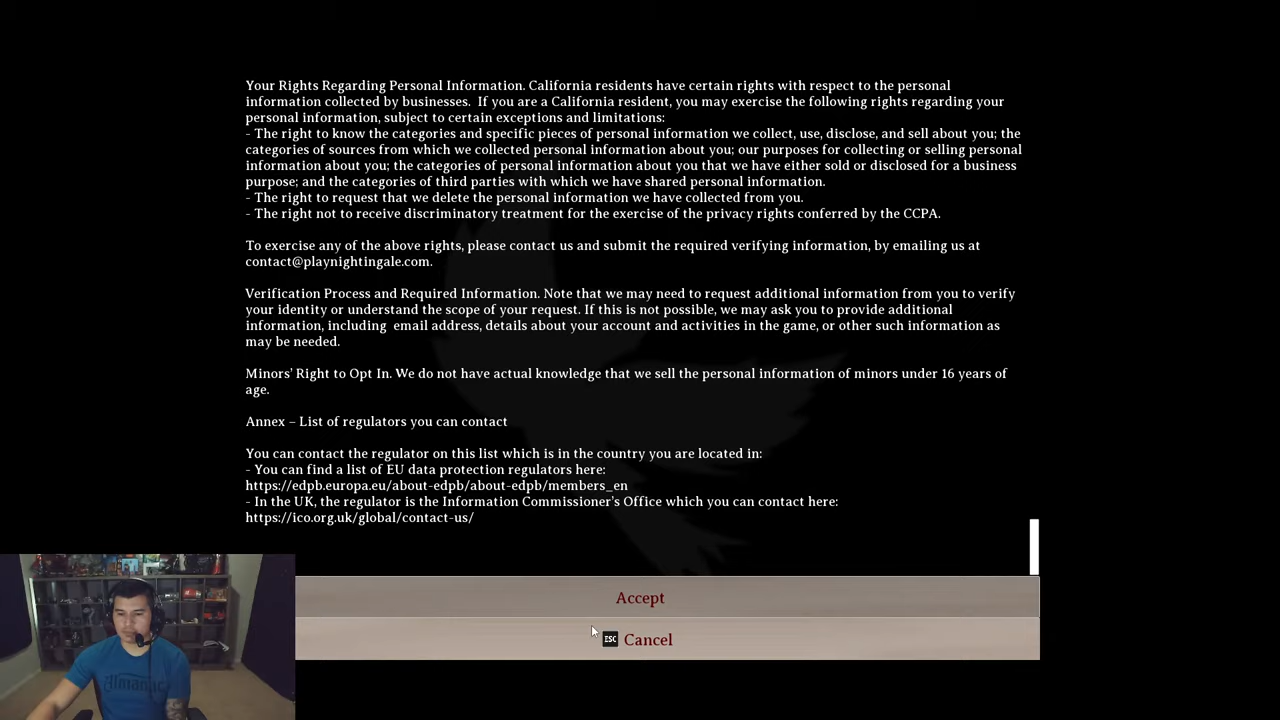 Your Rights Regarding Personal Information. California residents have certain rights with respect to the personal
information collected by businesses.  If you are a California resident, you may exercise the following rights regarding your
personal information, subject to certain exceptions and limitations:
- The right to know the categories and specific pieces of personal information we collect, use, disclose, and sell about you; the
categories of sources from which we collected personal information about you; our purposes for collecting or selling personal
information about you; the categories of personal information about you that we have either sold or disclosed for a business
purpose; and the categories of third parties with which we have shared personal information.
- The right to request that we delete the personal information we have collected from you.
- The right not to receive discriminatory treatment for the exercise of the privacy rights conferred by the CCPA.
To exercise any of the above rights, please contact us and submit the required verifying information, by emailing us at
contact@playnightingale.com.
Verification Process and Required Information. Note that we may need to request additional information from you to verify
your identity or understand the scope of your request. If this is not possible, we may ask you to provide additional
information, including  email address, details about your account and activities in the game, or other such information as
may be needed.
Minors' Right to Opt In. We do not have actual knowledge that we sell the personal information of minors under 16 years of
age.
Annex – List of regulators you can contact
You can contact the regulator on this list which is in the country you are located in:
- You can find a list of EU data protection regulators here:
https://edpb.europa.eu/about-edpb/about-edpb/members_en
- In the UK, the regulator is the Information Commissioner's Office which you can contact here:
https://ico.org.uk/global/contact-us/
Accept
ESC Cancel
Almanac